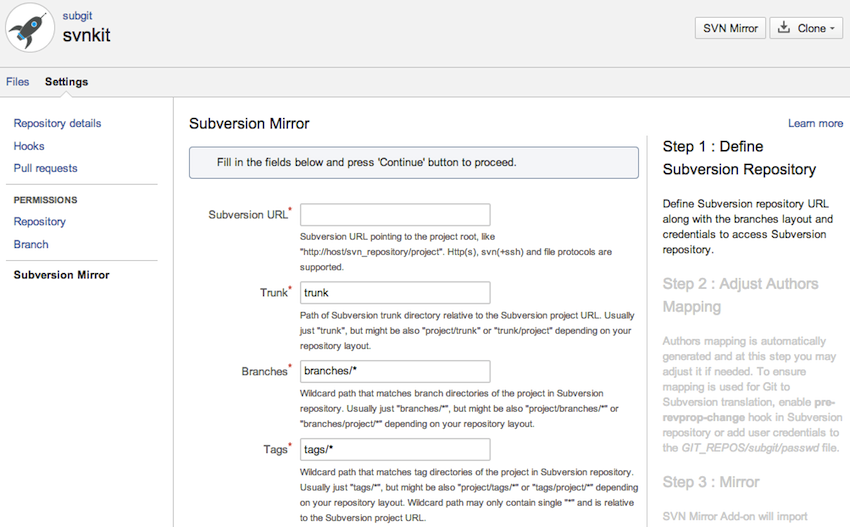 subgit
svnkit
SVN Mirror
Clone
Files
Settings
Repository details
Hooks
Pull requests
PERMISSIONS
Repository
Branch
Subversion Mirror
Subversion Mirror
Learn more
Fill in the fields below and press 'Continue' button to proceed.
Subversion URL*
Subversion URL pointing to the project root, like
"http://host/svn_repository/project". Http(s), svn(+ssh) and file protocols are
supported.
Trunk*
trunk
Path of Subversion trunk directory relative to the Subversion project URL. Usually
just "trunk", but might be also "project/trunk" or "trunk/project" depending on your
repository layout.
Branches*
branches/*
Wildcard path that matches branch directories of the project in Subversion
repository. Usually just "branches/*", but might be also "project/branches/*" or
"branches/project/*" depending on your repository layout.
Tags*
tags/*
Wildcard path that matches tag directories of the project in Subversion repository.
Usually just "tags/*", but might be also "project/tags/*" or "tags/project/*" depending
on your repository layout. Wildcard path may only contain single "*" and is relative
to the Subversion project URL.
Step 1 : Define
Subversion Repository
Define Subversion repository URL
along with the branches layout and
credentials to access Subversion
repository.
Step 2 : Adjust Authors
Mapping
Authors mapping is automatically
generated and at this step you may
adjust it if needed. To ensure
mapping is used for Git to
Subversion translation, enable pre-
revprop-change hook in Subversion
repository or add user credentials to
the GIT_REPOS/subgit/passwd file.
Step 3 : Mirror
SVN Mirror Add-on will import